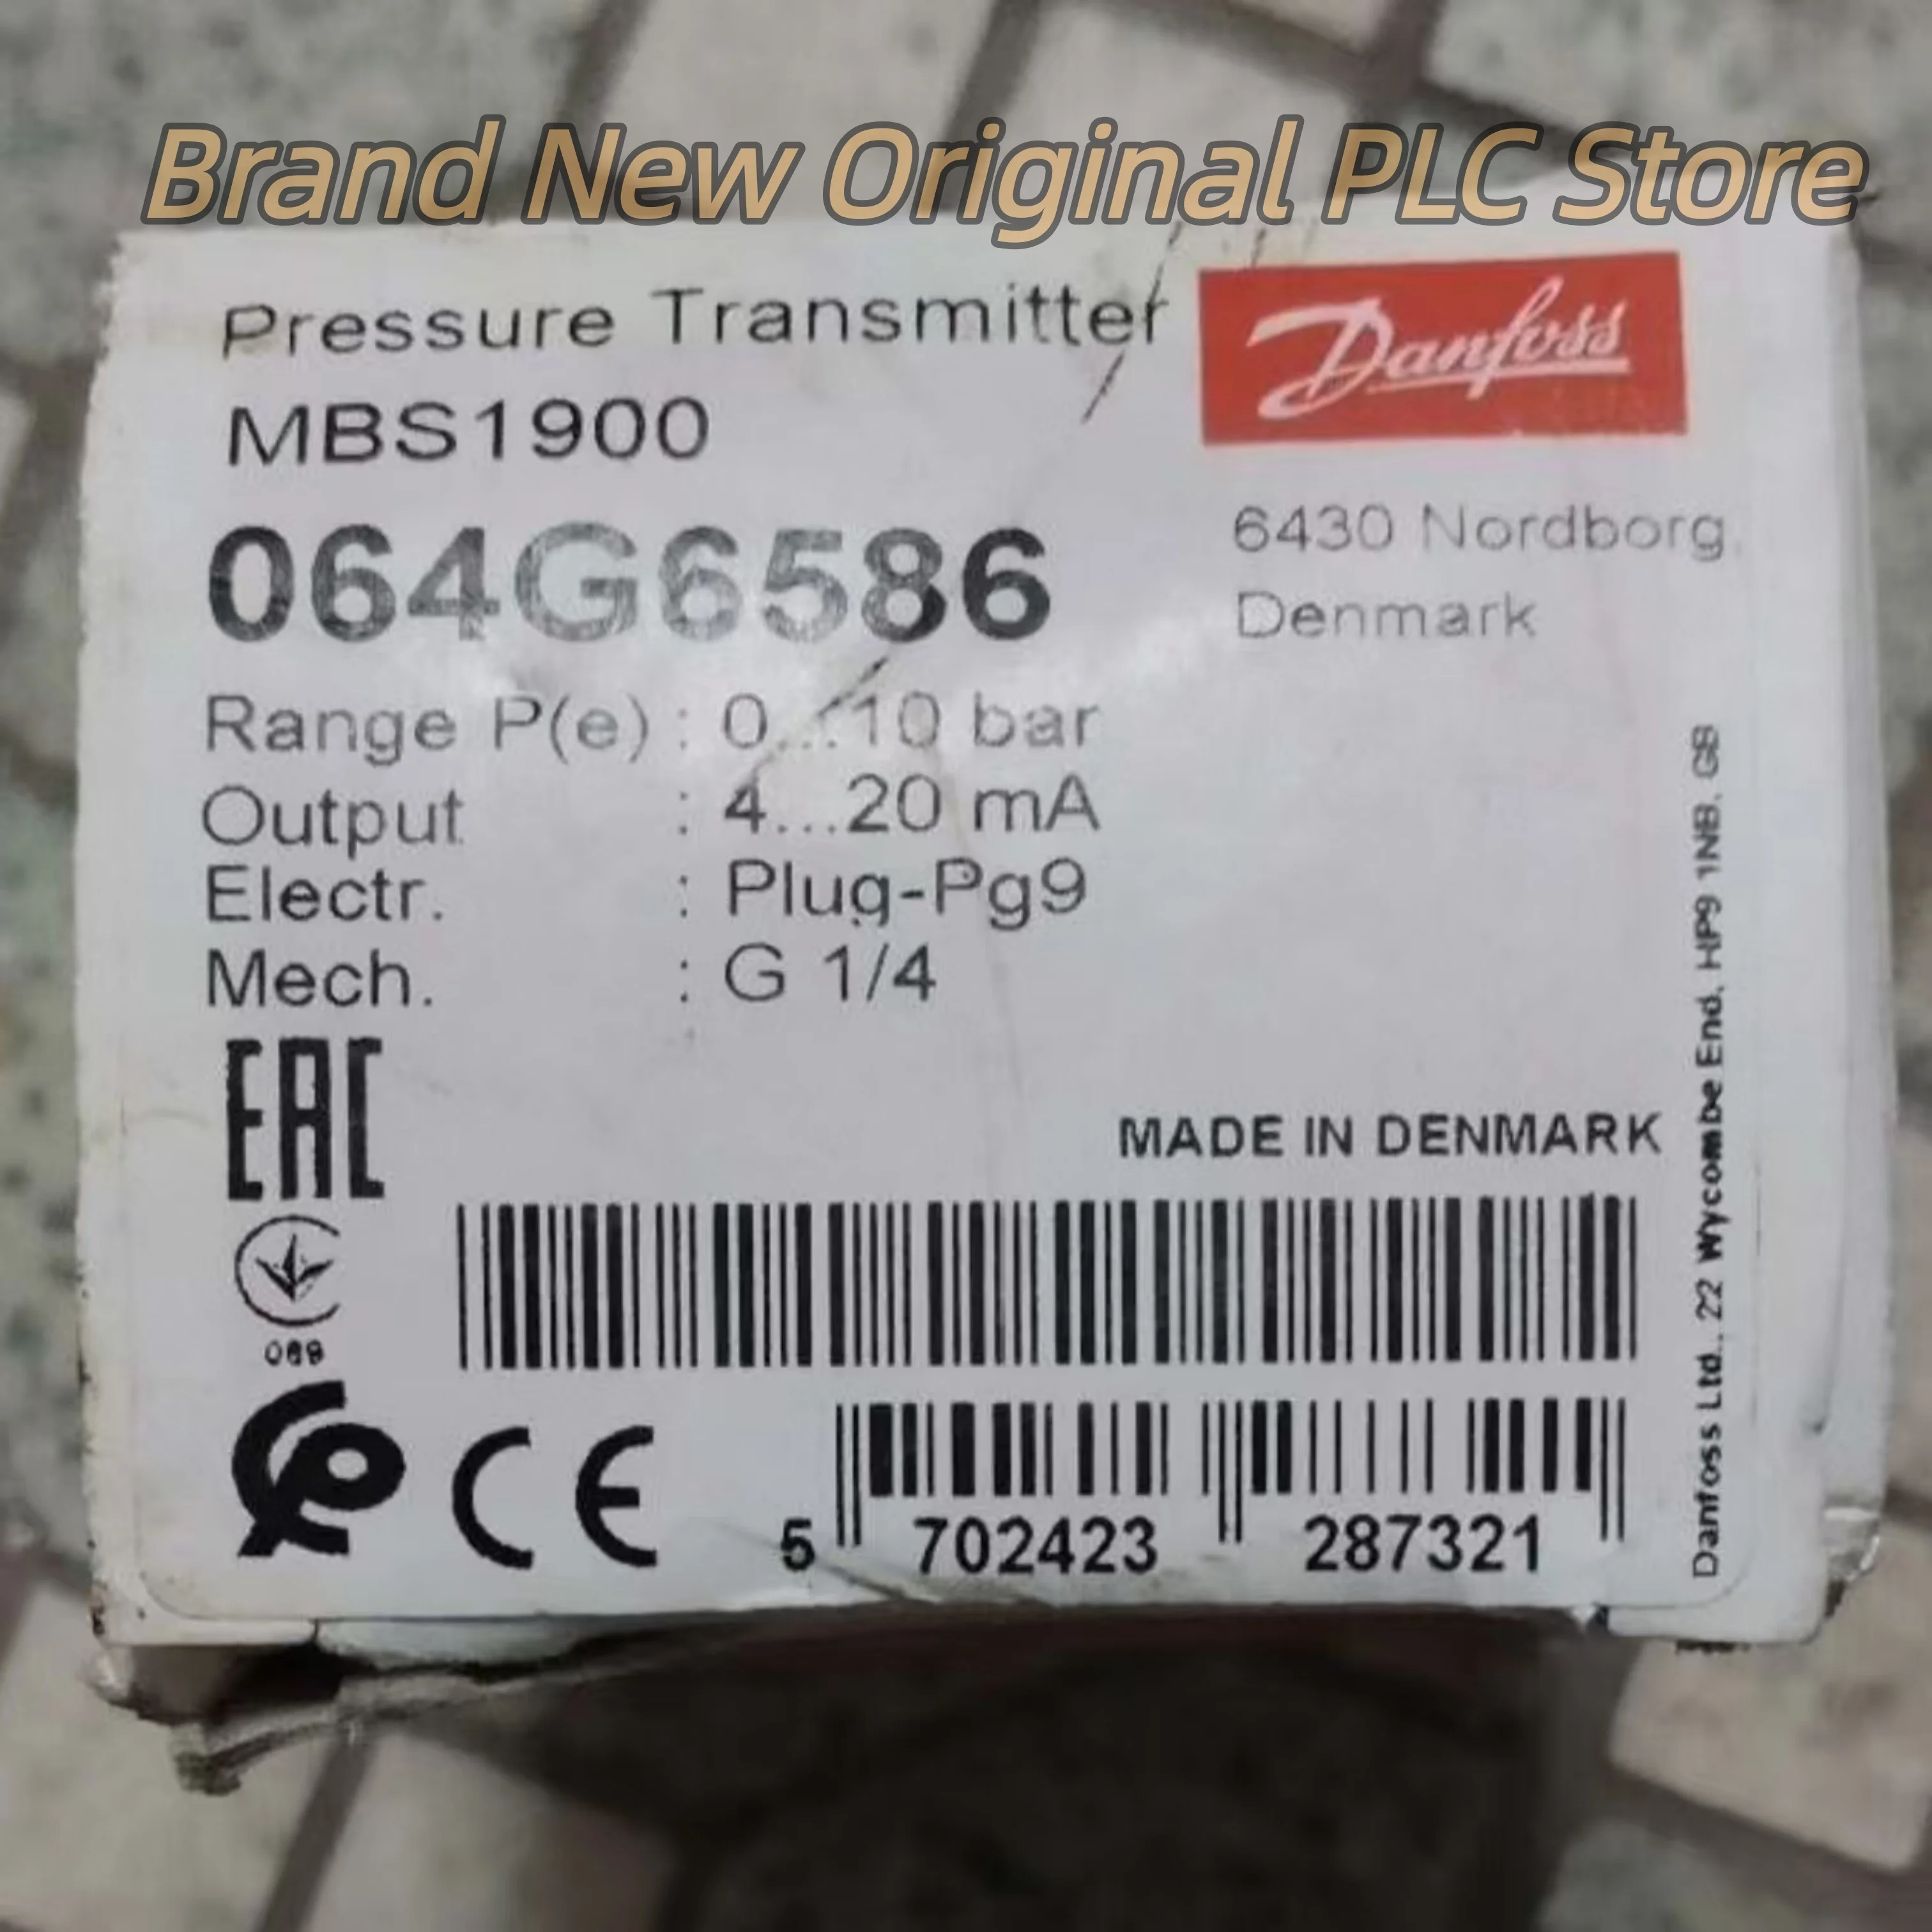 Brand New Original PLC Store
Pressure Transmitter
Danfoss
MBS1900
064G6586
6430 Nordborg
Denmark
Range P(e) : 0...10 bar
Output : 4...20 mA
Electr. : Plug-Pg9
Mech. : G 1/4
EAC
MADE IN DENMARK
089
CE
5 702423 287321
Danfoss Ltd., 22 Wycombe End, HP9 1NB, GB